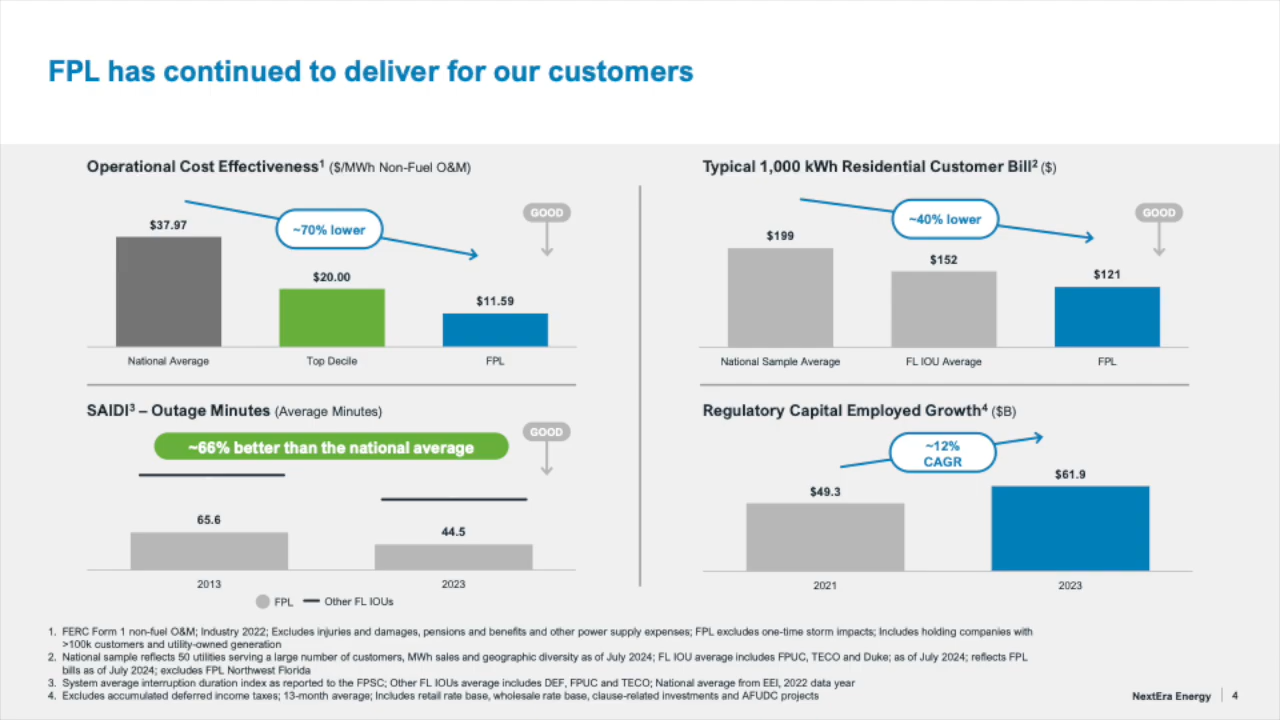 FPL has continued to deliver for our customers
Operational Cost Effectiveness¹ ($/MWh Non-Fuel O&M)
GOOD
~70% lower
$37.97
$20.00
$11.59
National Average
Top Decile
FPL
Typical 1,000 kWh Residential Customer Bill² ($)
GOOD
~40% lower
$199
$152
$121
National Sample Average
FL IOU Average
FPL
SAIDI³ – Outage Minutes (Average Minutes)
GOOD
~66% better than the national average
65.6
44.5
2013
2023
FPL
Other FL IOUs
Regulatory Capital Employed Growth⁴ ($B)
~12%
CAGR
$49.3
$61.9
2021
2023
1. FERC Form 1 non-fuel O&M; Industry 2022; Excludes injuries and damages, pensions and benefits and other power supply expenses; FPL excludes one-time storm impacts; Includes holding companies with
>100k customers and utility-owned generation
2. National sample reflects 50 utilities serving a large number of customers, MWh sales and geographic diversity as of July 2024; FL IOU average includes FPUC, TECO and Duke; as of July 2024; reflects FPL
bills as of July 2024; excludes FPL Northwest Florida
3. System average interruption duration index as reported to the FPSC; Other FL IOUs average includes DEF, FPUC and TECO; National average from EEI, 2022 data year
4. Excludes accumulated deferred income taxes; 13-month average; Includes retail rate base, wholesale rate base, clause-related investments and AFUDC projects
NextEra Energy | 4